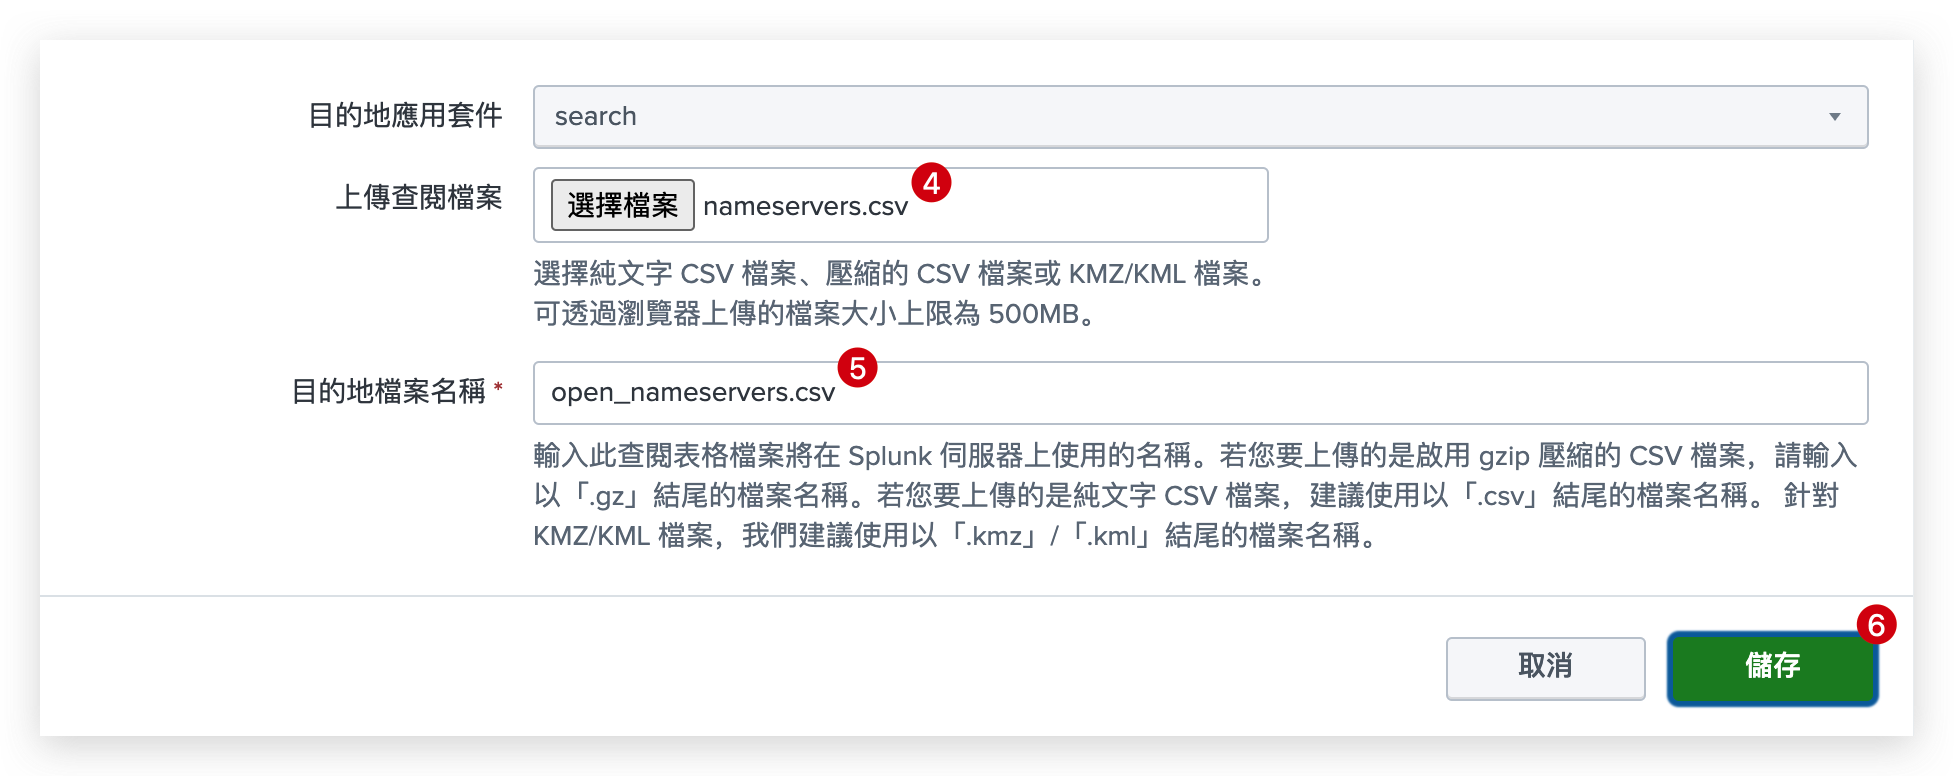 目的地應用套件 search
上傳查閱檔案 選擇檔案 nameservers.csv 4
選擇純文字 CSV 檔案、壓縮的 CSV 檔案或 KMZ/KML 檔案。
可透過瀏覽器上傳的檔案大小上限為 500MB。
目的地檔案名稱 * open_nameservers.csv 5
輸入此查閱表格檔案將在 Splunk 伺服器上使用的名稱。若您要上傳的是啟用 gzip 壓縮的 CSV 檔案，請輸入
以「.gz」結尾的檔案名稱。若您要上傳的是純文字 CSV 檔案，建議使用以「.csv」結尾的檔案名稱。 針對
KMZ/KML 檔案，我們建議使用以「.kmz」/「.kml」結尾的檔案名稱。
取消 儲存 6